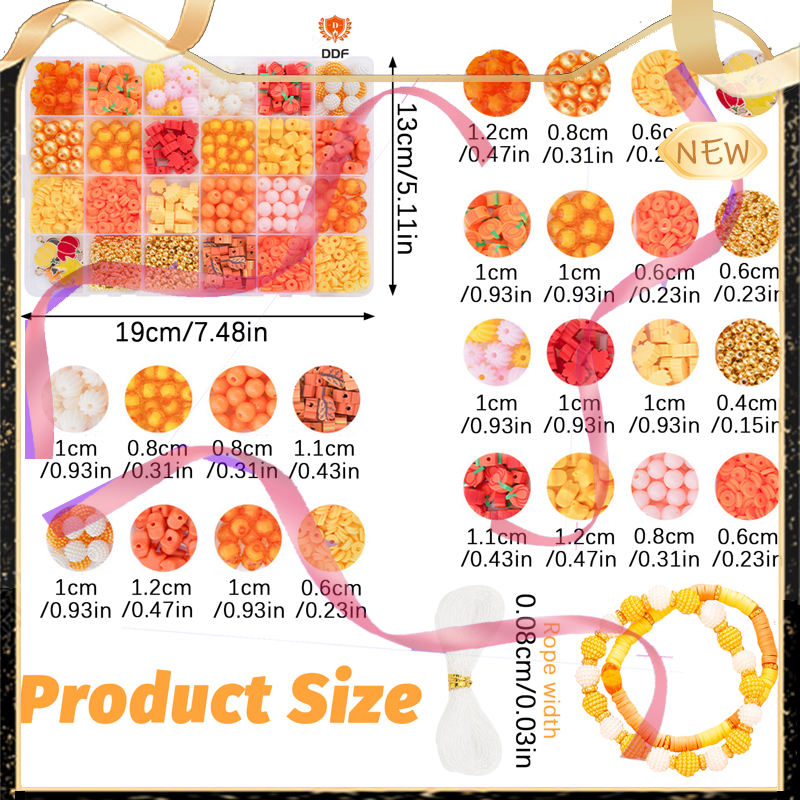 DDF
13cm/5.11in
19cm/7.48in
NEW
1.2cm
/0.47in
0.8cm
/0.31in
0.6c
/0.2
1cm
/0.93in
1cm
/0.93in
0.6cm
/0.23in
0.6cm
/0.23in
1cm
/0.93in
1cm
/0.93in
1cm
/0.93in
0.4cm
/0.15in
1.1cm
/0.43in
1.2cm
/0.47in
0.8cm
/0.31in
0.6cm
/0.23in
1cm
/0.93in
0.8cm
/0.31in
0.8cm
/0.31in
1.1cm
/0.43in
1cm
/0.93in
1.2cm
/0.47in
1cm
/0.93in
0.6cm
/0.23in
Rope width
0.08cm/0.03in
Product Size